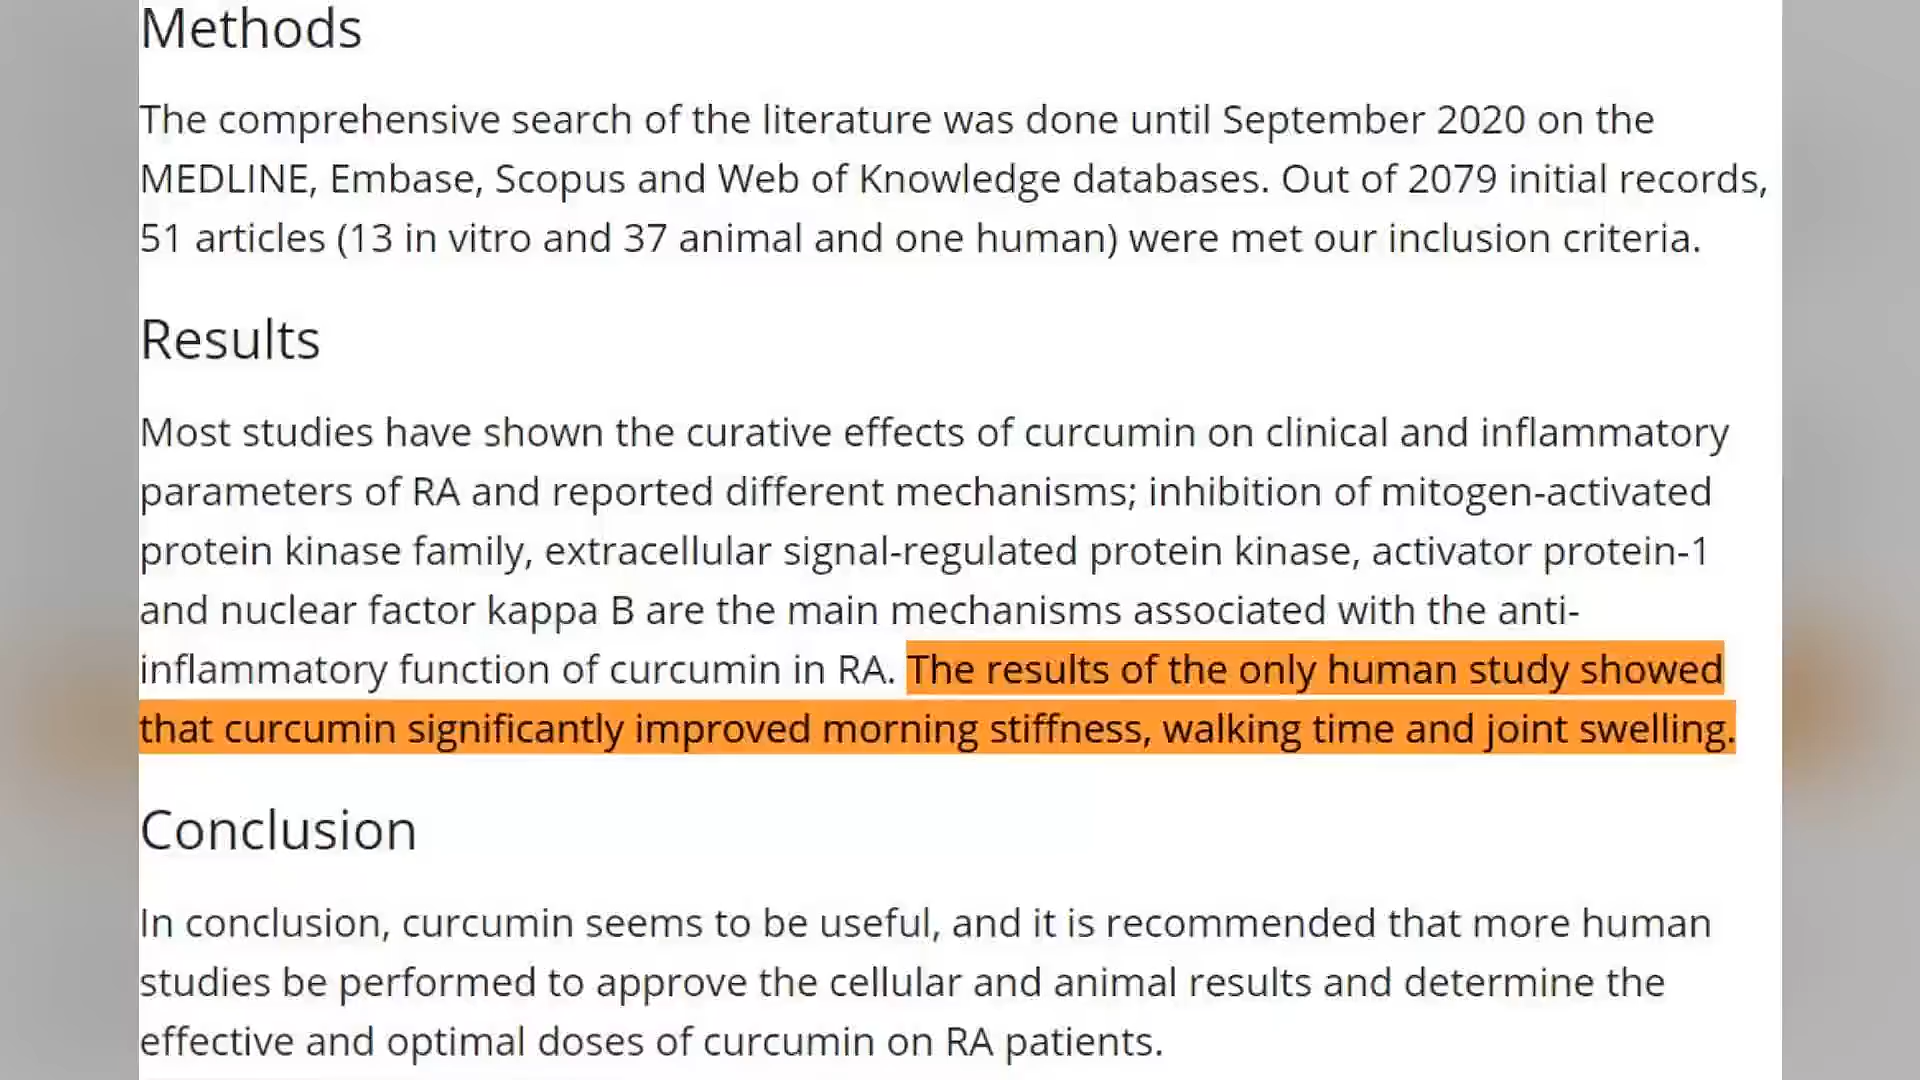 Methods
The comprehensive search of the literature was done until September 2020 on the
MEDLINE, Embase, Scopus and Web of Knowledge databases. Out of 2079 initial records,
51 articles (13 in vitro and 37 animal and one human) were met our inclusion criteria.
Results
Most studies have shown the curative effects of curcumin on clinical and inflammatory
parameters of RA and reported different mechanisms; inhibition of mitogen-activated
protein kinase family, extracellular signal-regulated protein kinase, activator protein-1
and nuclear factor kappa B are the main mechanisms associated with the anti-
inflammatory function of curcumin in RA. The results of the only human study showed
that curcumin significantly improved morning stiffness, walking time and joint swelling.
Conclusion
In conclusion, curcumin seems to be useful, and it is recommended that more human
studies be performed to approve the cellular and animal results and determine the
effective and optimal doses of curcumin on RA patients.